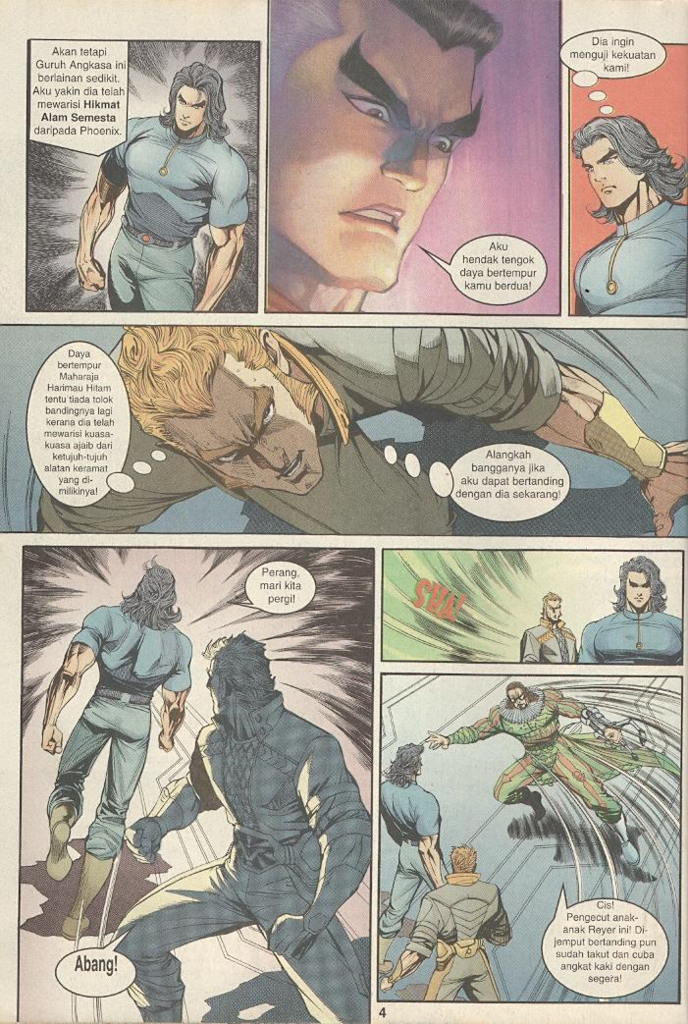 Akan tetapi
Guruh Angkasa ini
berlainan sedikit.
Aku yakin dia telah
mewarisi Hikmat
Alam Semesta
daripada Phoenix.
Aku
hendak tengok
daya bertempur
kamu berdua!
Dia ingin
menguji kekuatan
kami!
Daya
bertempur
Maharaja
Harimau Hitam
tentu tiada tolok
bandingnya lagi
kerana dia telah
mewarisi kuasa-
kuasa ajaib dari
ketujuh-tujuh
alatan keramat
yang di-
milikinya!
Alangkah
bangganya jika
aku dapat bertanding
dengan dia sekarang!
Perang,
mari kita
pergi!
Abang!
SYA!
Cis!
Pengecut anak-
anak Reyer ini! Di-
jemput bertanding pun
sudah takut dan cuba
angkat kaki dengan
segera!
4